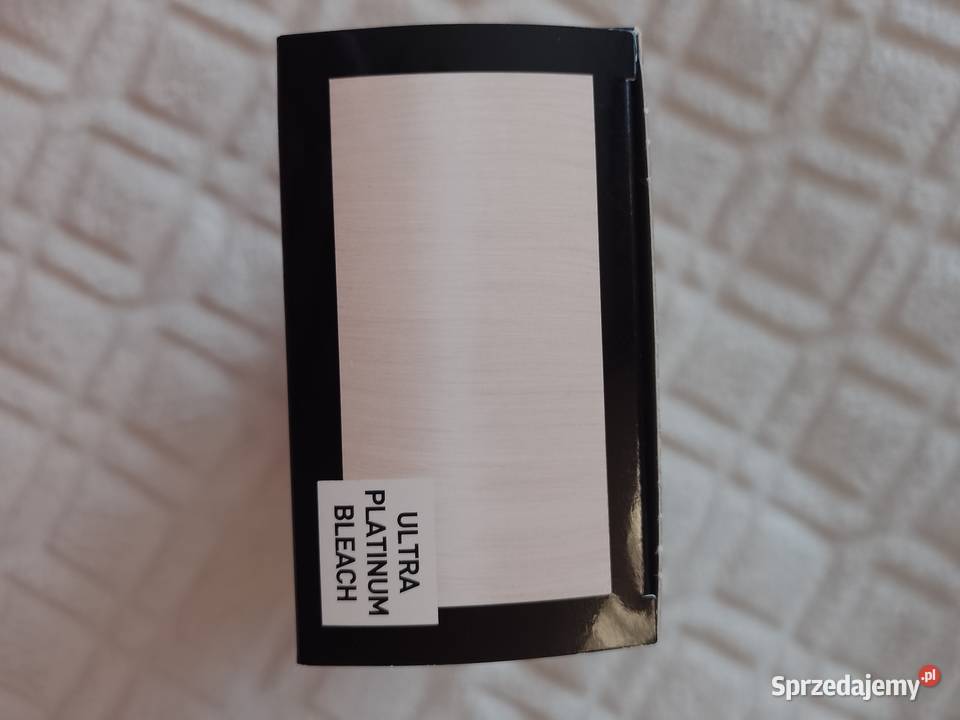 ULTRA
PLATINUM
BLEACH
Sprzedajemy.pl